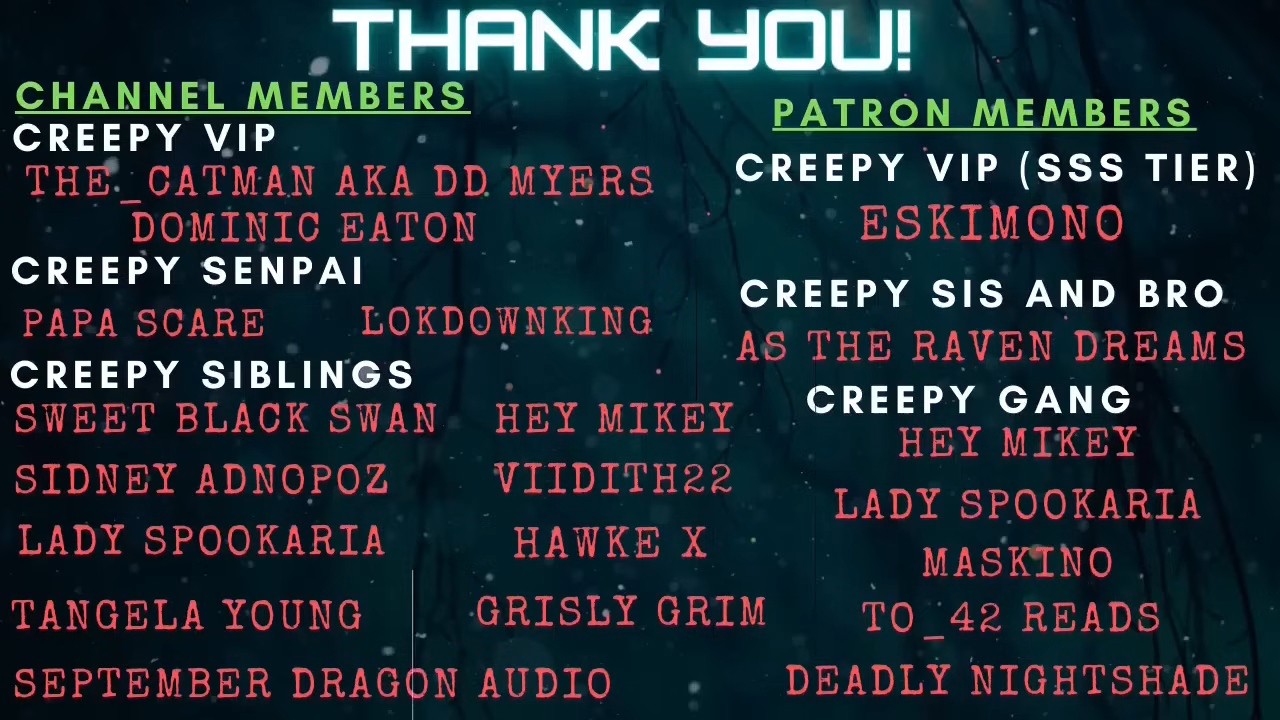 THANK YOU!
CHANNEL MEMBERS
CREEPY VIP
THE_CATMAN AKA DD MYERS
DOMINIC EATON
CREEPY SENPAI
PAPA SCARE LOKDOWNKING
CREEPY SIBLINGS
SWEET BLACK SWAN HEY MIKEY
SIDNEY ADNOPOZ VIIDITH22
LADY SPOOKARIA HAWKE X
TANGELA YOUNG GRISLY GRIM
SEPTEMBER DRAGON AUDIO
PATRON MEMBERS
CREEPY VIP (SSS TIER)
ESKIMONO
CREEPY SIS AND BRO
AS THE RAVEN DREAMS
CREEPY GANG
HEY MIKEY
LADY SPOOKARIA
MASKINO
TO_42 READS
DEADLY NIGHTSHADE